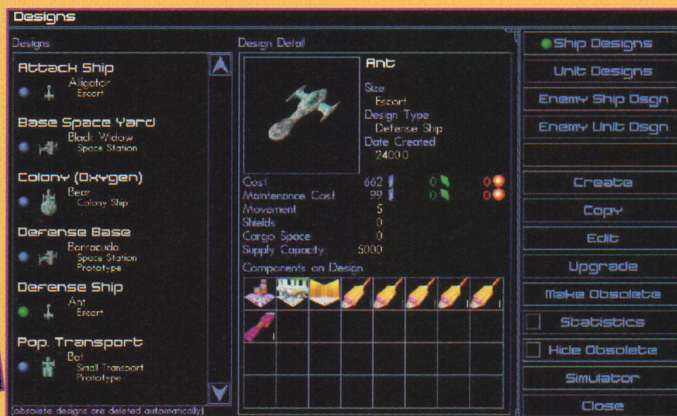 Designs
Designs
Attack Ship
Alligator
Escort
Base Space Yard
Black Widow
Space Station
Colony (Oxygen)
Bear
Colony Ship
Defense Base
Barracuda
Space Station
Prototype
Defense Ship
Ant
Escort
Pop. Transport
Bat
Small Transport
Prototype
(obsolete designs are deleted automatically)
Design Detail
Ant
Size
Escort
Design Type
Defense Ship
Date Created
2400.0
Cost 662 0 0
Maintenance Cost 99 0 0
Movement 5
Shields 0
Cargo Space 0
Supply Capacity 5000
Components on Design
Ship Designs
Unit Designs
Enemy Ship Dsgn
Enemy Unit Dsgn
Create
Copy
Edit
Upgrade
Make Obsolete
Statistics
Hide Obsolete
Simulator
Close